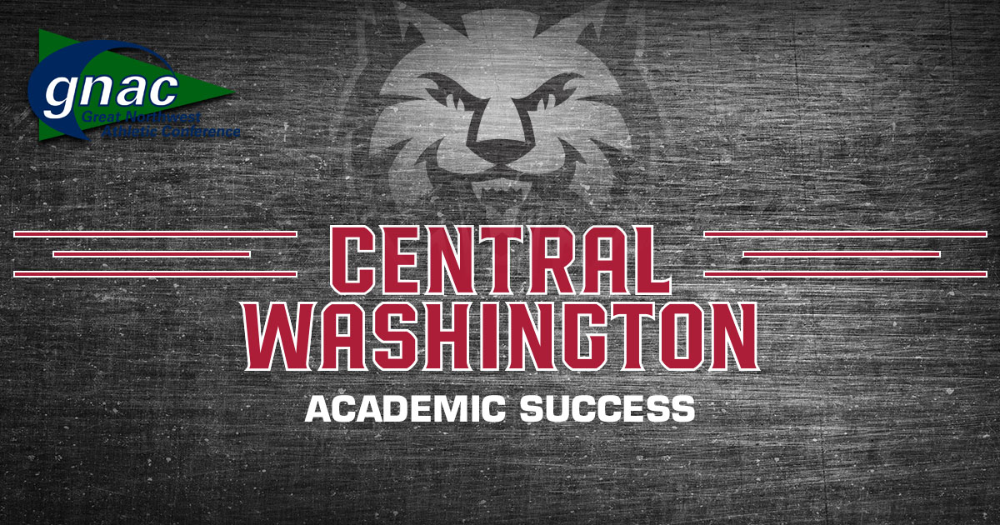 gnac
Great Northwest
Athletic Conference
CENTRAL
WASHINGTON
ACADEMIC SUCCESS